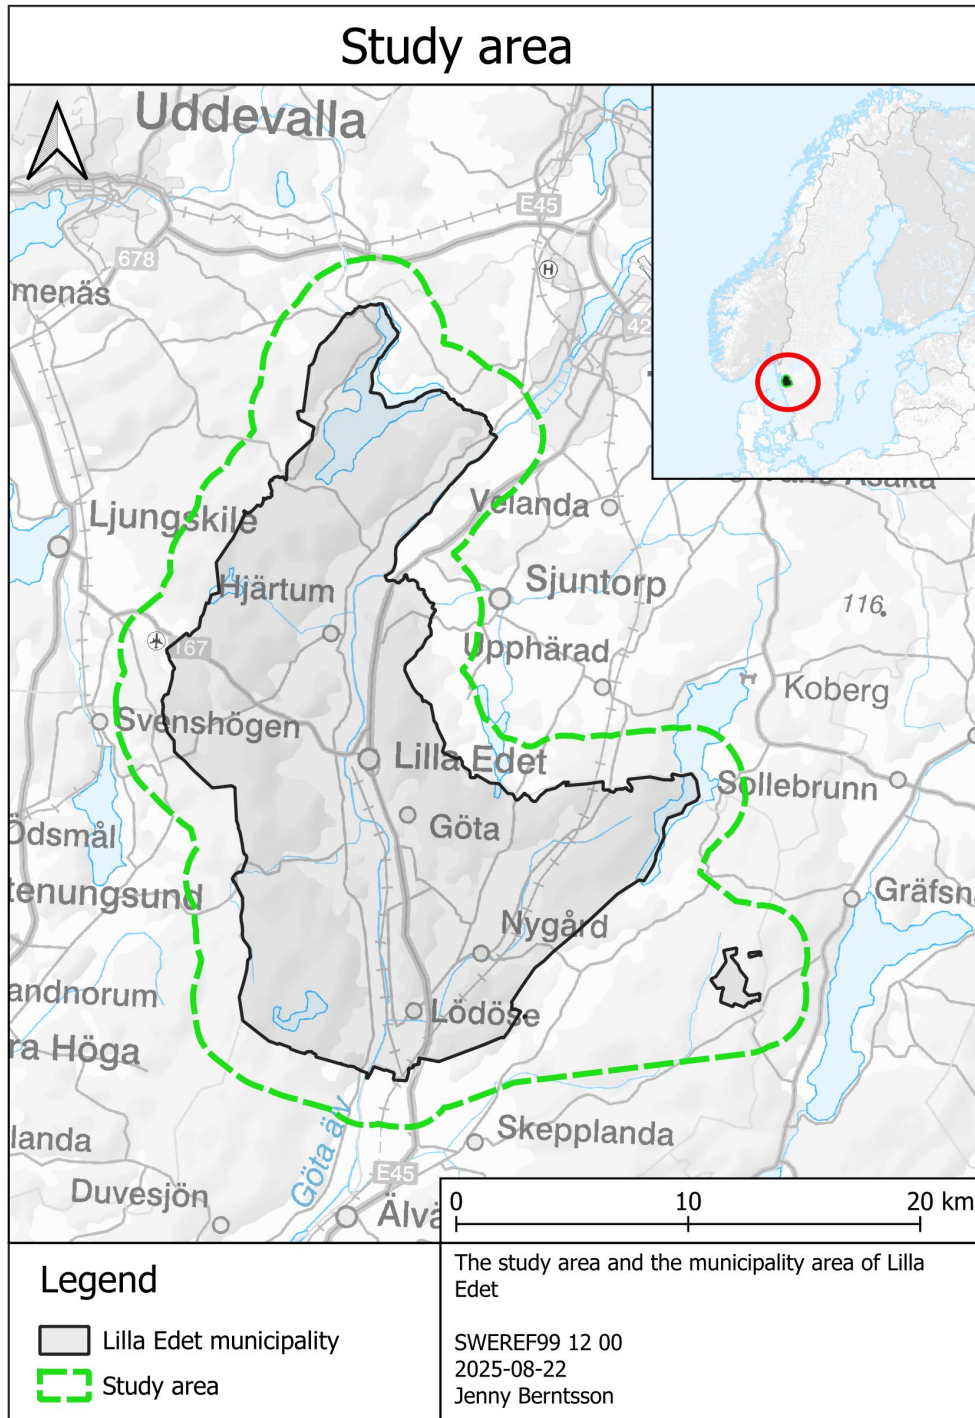 Study area
Uddevalla
E45
678
H
menäs
42
Ljungskile
Velanda
Hjärtum
Sjuntorp
116
167
Upphärad
Koberg
Svenshögen
Lilla Edet
Sollebrunn
Ödsmål
Göta
tenungsund
Gräfsn
Nygård
andnorum
Lödöse
ra Höga
landa
Skepplanda
E45
Göta älv
Duvesjön
Älvä
0 10 20 km
Legend
Lilla Edet municipality
Study area
The study area and the municipality area of Lilla
Edet
SWEREF99 12 00
2025-08-22
Jenny Berntsson